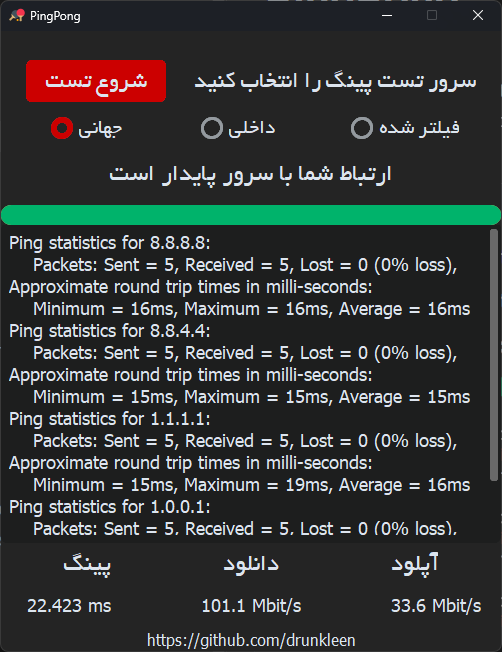 PingPong
سرور تست پینگ را انتخاب کنید
شروع تست
فیلتر شده
داخلی
جهانی
ارتباط شما با سرور پایدار است
Ping statistics for 8.8.8.8:
Packets: Sent = 5, Received = 5, Lost = 0 (0% loss),
Approximate round trip times in milli-seconds:
Minimum = 16ms, Maximum = 16ms, Average = 16ms
Ping statistics for 8.8.4.4:
Packets: Sent = 5, Received = 5, Lost = 0 (0% loss),
Approximate round trip times in milli-seconds:
Minimum = 15ms, Maximum = 15ms, Average = 15ms
Ping statistics for 1.1.1.1:
Packets: Sent = 5, Received = 5, Lost = 0 (0% loss),
Approximate round trip times in milli-seconds:
Minimum = 15ms, Maximum = 19ms, Average = 16ms
Ping statistics for 1.0.0.1:
Packets: Sent = 5, Received = 5, Lost = 0 (0% loss),
آپلود
دانلود
پینگ
22.423 ms
101.1 Mbit/s
33.6 Mbit/s
https://github.com/drunkleen